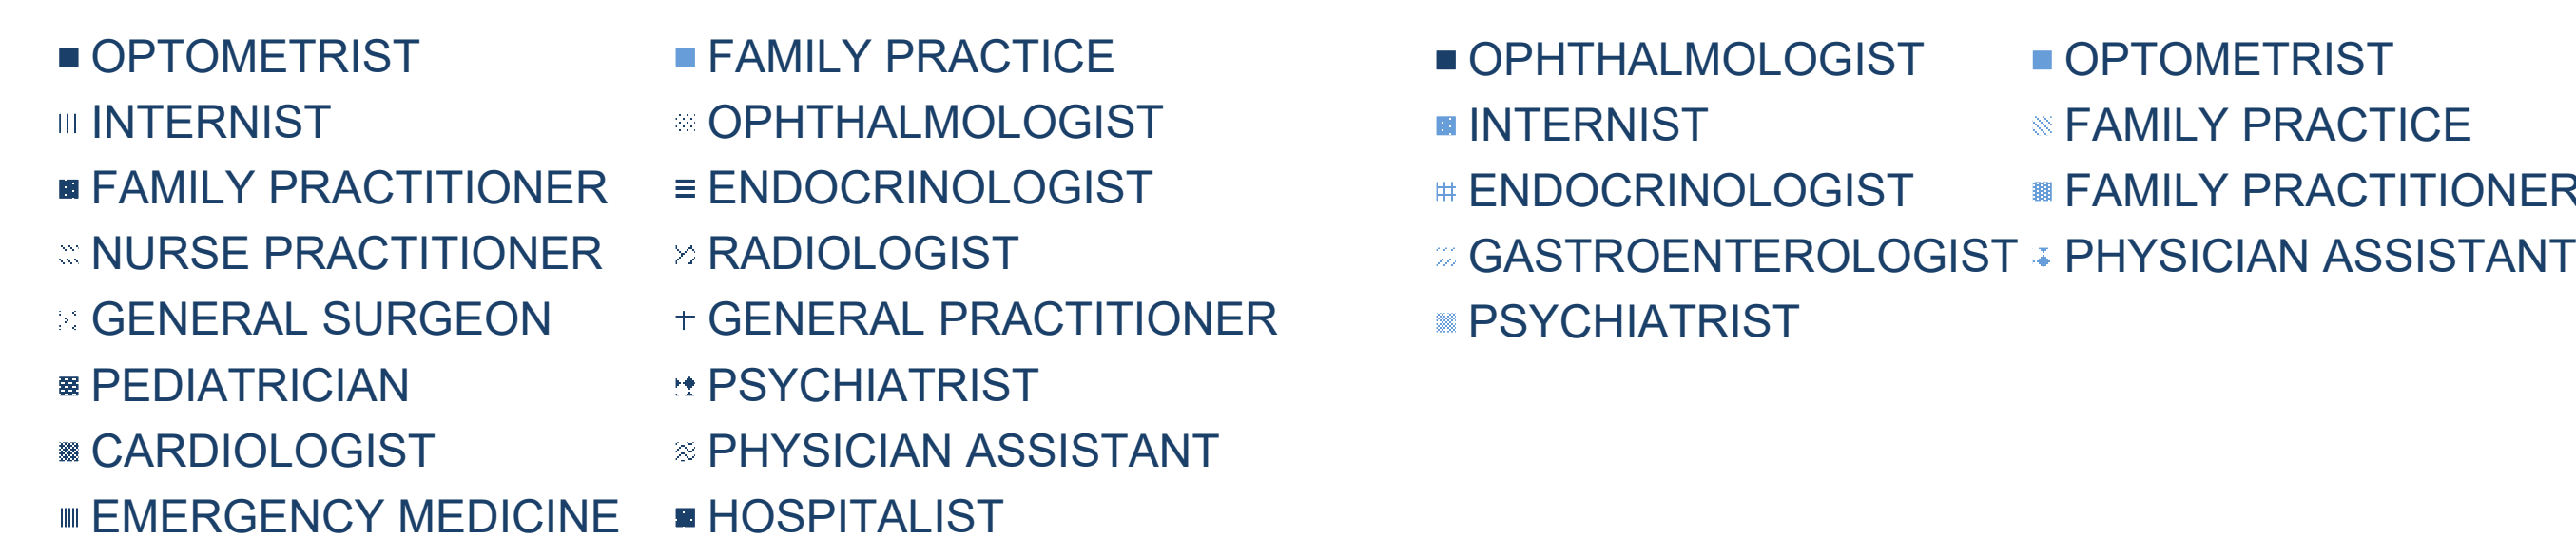 OPTOMETRIST FAMILY PRACTICE
INTERNIST OPHTHALMOLOGIST
FAMILY PRACTITIONER ENDOCRINOLOGIST
NURSE PRACTITIONER RADIOLOGIST
GENERAL SURGEON GENERAL PRACTITIONER
PEDIATRICIAN PSYCHIATRIST
CARDIOLOGIST PHYSICIAN ASSISTANT
EMERGENCY MEDICINE HOSPITALIST
OPHTHALMOLOGIST OPTOMETRIST
INTERNIST FAMILY PRACTICE
ENDOCRINOLOGIST FAMILY PRACTITIONER
GASTROENTEROLOGIST PHYSICIAN ASSISTANT
PSYCHIATRIST